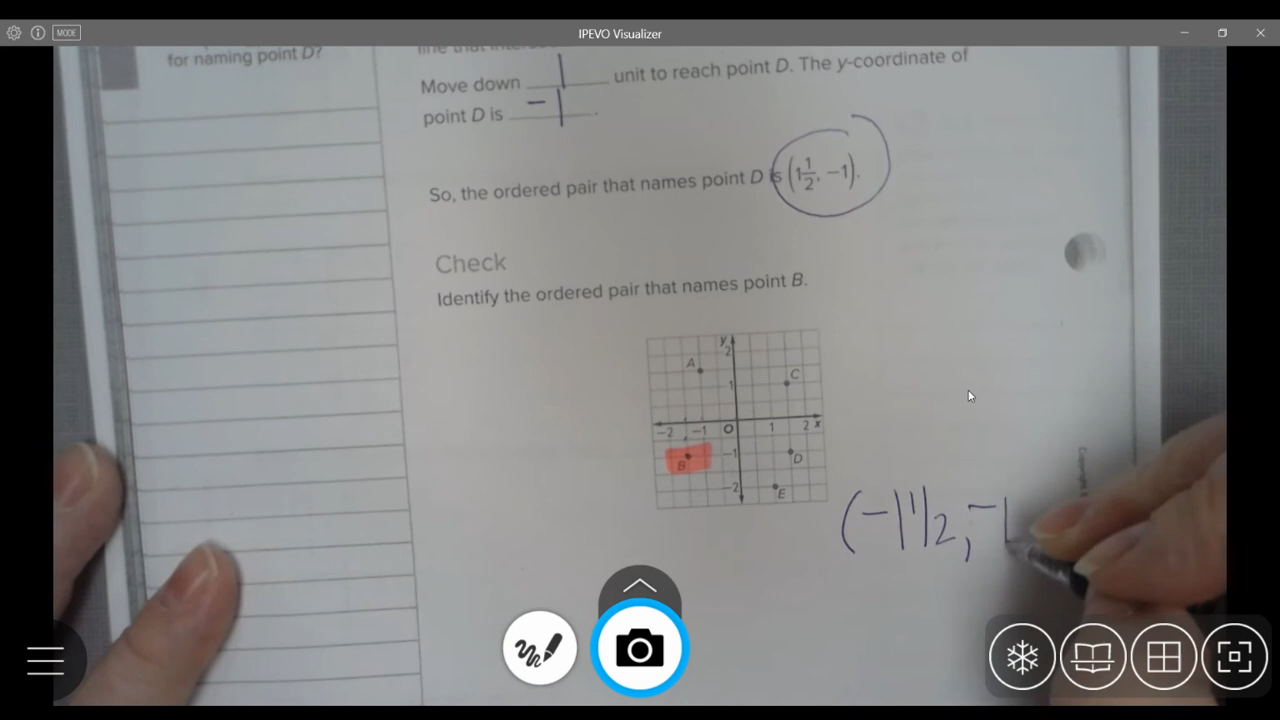 MODE
IPEVO Visualizer
for naming point D?
Move down 1 unit to reach point D. The y-coordinate of
point D is -1.
So, the ordered pair that names point D is (1 1/2, −1).
Check
Identify the ordered pair that names point B.
y
2
A
C
1
−2 −1 O 1 2 x
−1
B
D
−2
E
(-1 1/2, -1